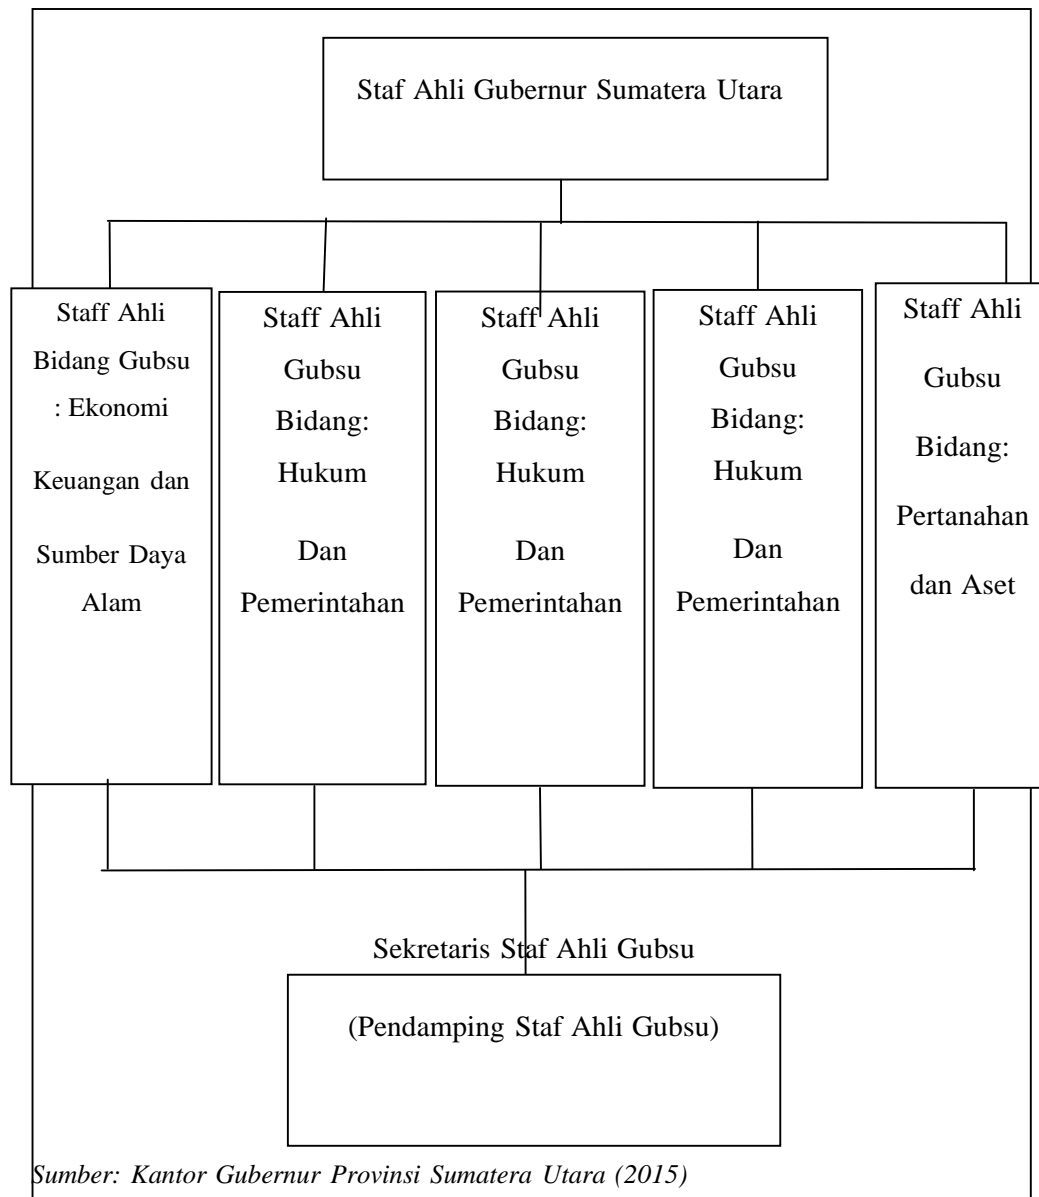 Staf Ahli Gubernur Sumatera Utara
Staff Ahli
Bidang Gubsu
: Ekonomi
Keuangan dan
Sumber Daya
Alam
Staff Ahli
Gubsu
Bidang:
Hukum
Dan
Pemerintahan
Staff Ahli
Gubsu
Bidang:
Hukum
Dan
Pemerintahan
Staff Ahli
Gubsu
Bidang:
Hukum
Dan
Pemerintahan
Staff Ahli
Gubsu
Bidang:
Pertanahan
dan Aset
Sekretaris Staf Ahli Gubsu
(Pendamping Staf Ahli Gubsu)
Sumber: Kantor Gubernur Provinsi Sumatera Utara (2015)